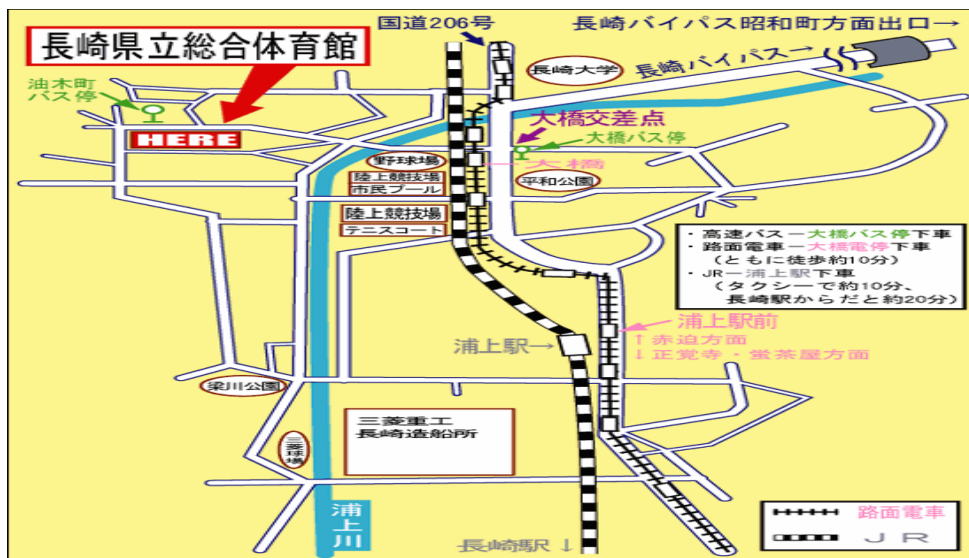 国道206号
長崎バイパス昭和町方面出口→
長崎県立総合体育館
長崎大学
長崎バイパス→
油木町
バス停
HERE
大橋交差点
大橋バス停
野球場
大橋
陸上競技場
市民プール
平和公園
陸上競技場
テニスコート
・高速バス－大橋バス停下車
・路面電車－大橋電停下車
(ともに徒歩約10分)
・JR－浦上駅下車
(タクシーで約10分、
長崎駅からだと約20分)
浦上駅前
↑赤迫方面
↓正覚寺・蛍茶屋方面
浦上駅→
梁川公園
三菱重工
長崎造船所
三菱球場
浦上川
長崎駅↓
路面電車
JR